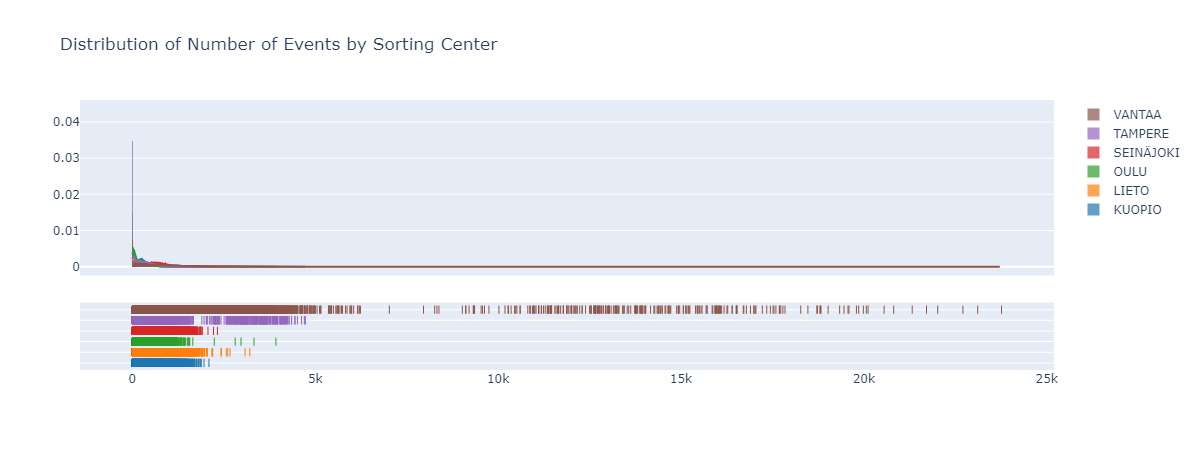 Distribution of Number of Events by Sorting Center
0.04
0.03
0.02
0.01
0
VANTAA
TAMPERE
SEINÄJOKI
OULU
LIETO
KUOPIO
0 5k 10k 15k 20k 25k